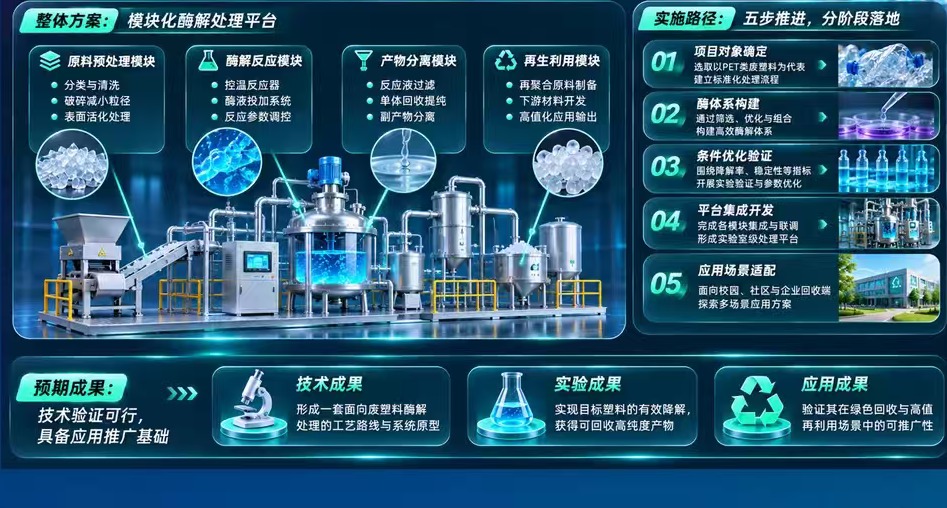 整体方案：模块化酶解处理平台
原料预处理模块
分类与清洗
破碎减小粒径
表面活化处理
酶解反应模块
控温反应器
酶液投加系统
反应参数调控
产物分离模块
反应液过滤
单体回收提纯
副产物分离
再生利用模块
再聚合原料制备
下游材料开发
高值化应用输出
实施路径：五步推进，分阶段落地
01
项目对象确定
选取以PET类废塑料为代表
建立标准化处理流程
02
酶体系构建
通过筛选、优化与组合
构建高效酶解体系
03
条件优化验证
围绕降解率、稳定性等指标
开展实验验证与参数优化
04
平台集成开发
完成各模块集成与联调
形成实验室级处理平台
05
应用场景适配
面向校园、社区与企业回收端
探索多场景应用方案
预期成果：
技术验证可行，
具备应用推广基础
技术成果
形成一套面向废塑料酶解
处理的工艺路线与系统原型
实验成果
实现目标塑料的有效降解，
获得可回收高纯度产物
应用成果
验证其在绿色回收与高值
再利用场景中的可推广性